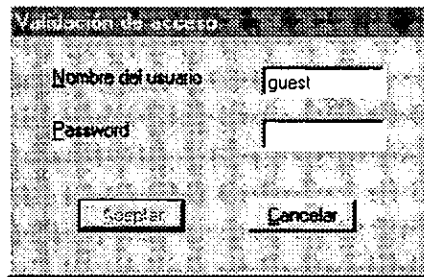 Validación de acceso
Nombre del usuario
guest
Password
Aceptar
Cancelar